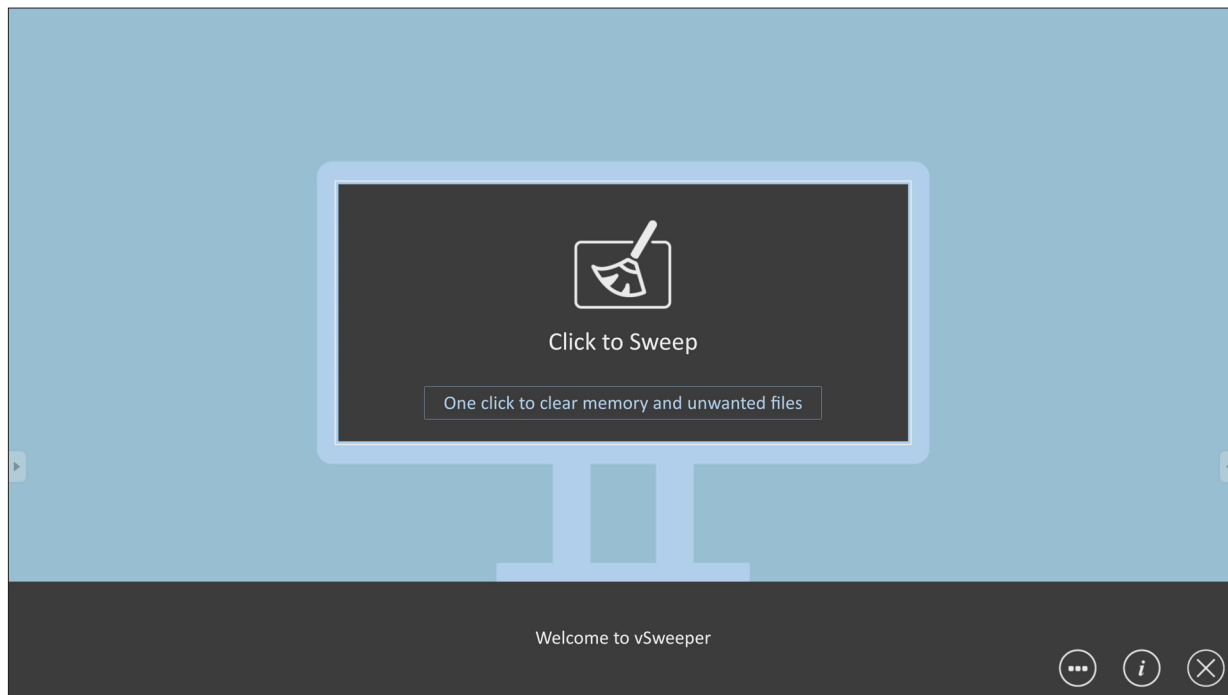 Click to Sweep
One click to clear memory and unwanted files
Welcome to vSweeper
i